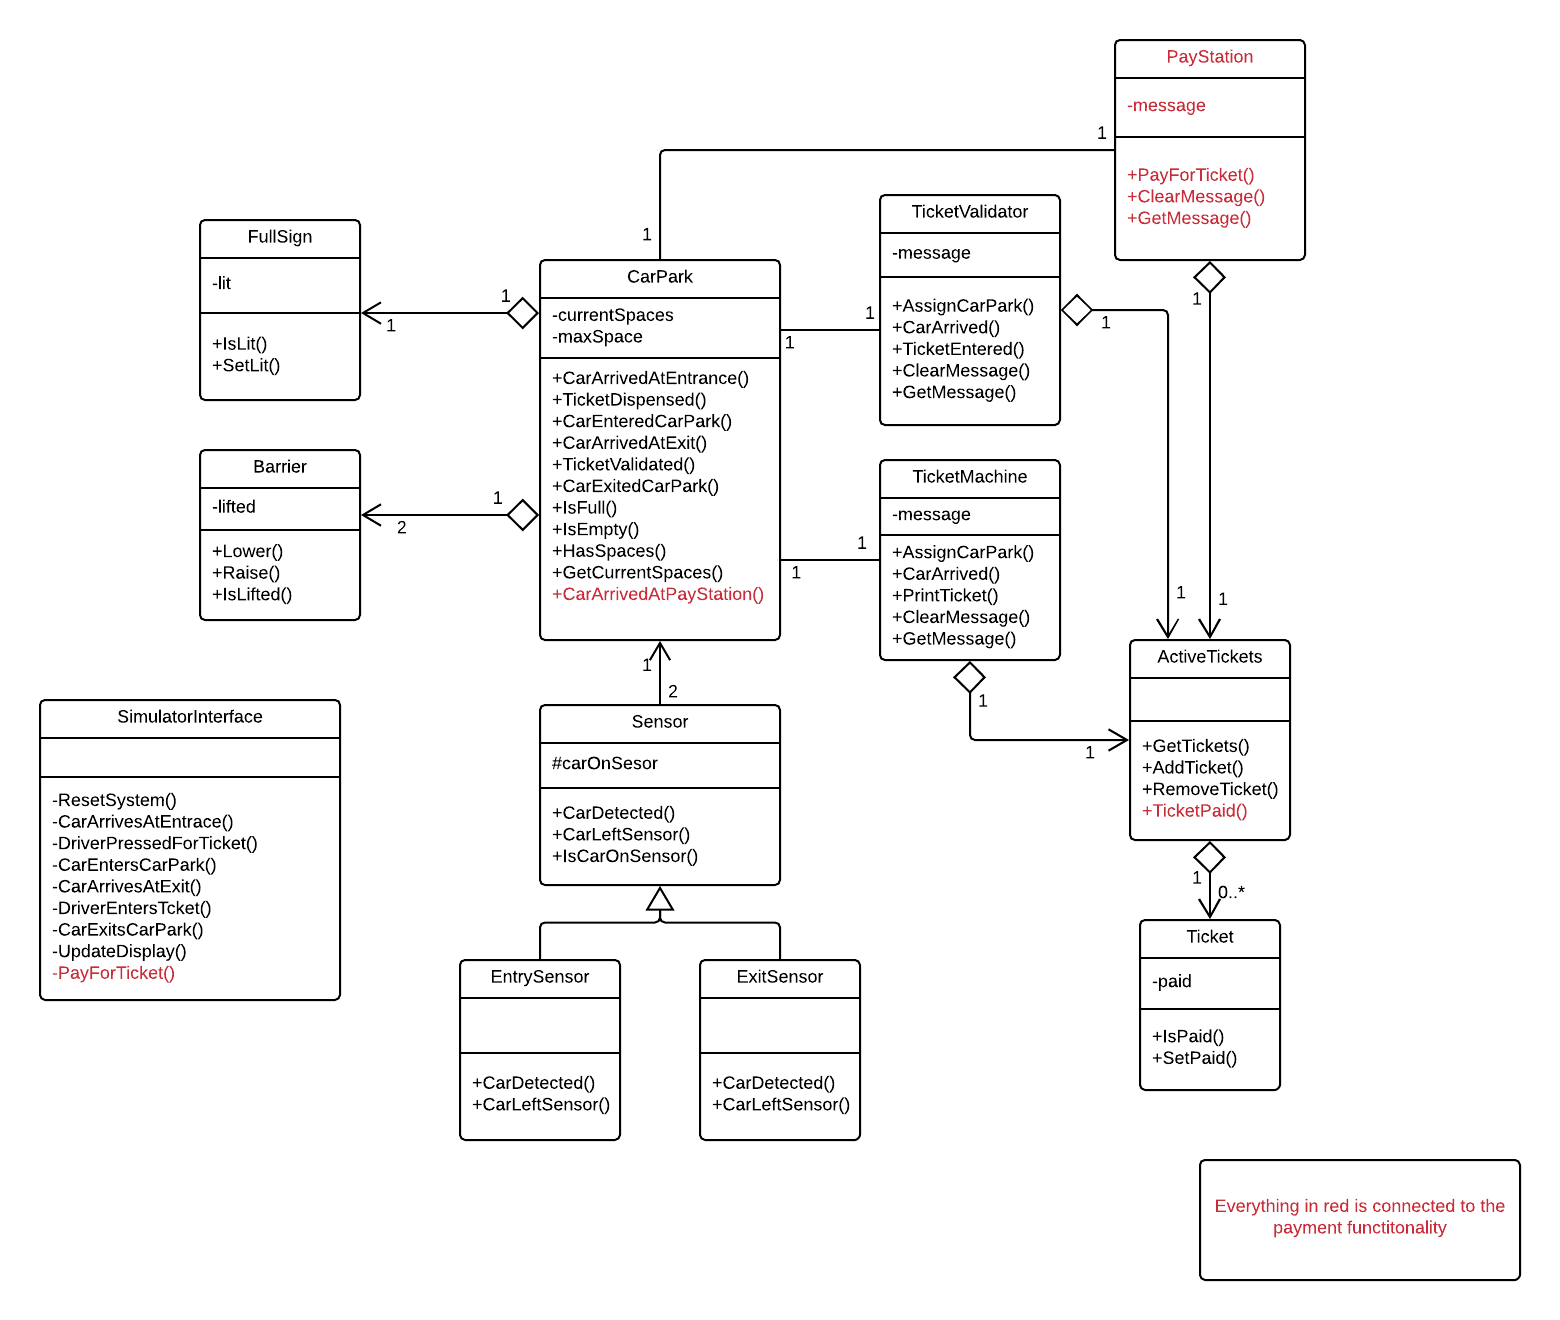 PayStation
-message
+PayForTicket()
+ClearMessage()
+GetMessage()
1
1
1
TicketValidator
-message
+AssignCarPark()
+CarArrived()
+TicketEntered()
+ClearMessage()
+GetMessage()
1
1
1
1
1
FullSign
-lit
+IsLit()
+SetLit()
1
1
CarPark
-currentSpaces
-maxSpace
+CarArrivedAtEntrance()
+TicketDispensed()
+CarEnteredCarPark()
+CarArrivedAtExit()
+TicketValidated()
+CarExitedCarPark()
+IsFull()
+IsEmpty()
+HasSpaces()
+GetCurrentSpaces()
+CarArrivedAtPayStation()
Barrier
-lifted
+Lower()
+Raise()
+IsLifted()
1
2
TicketMachine
-message
+AssignCarPark()
+CarArrived()
+PrintTicket()
+ClearMessage()
+GetMessage()
1
1
1
1
ActiveTickets
+GetTickets()
+AddTicket()
+RemoveTicket()
+TicketPaid()
1
0..*
1
2
Sensor
#carOnSesor
+CarDetected()
+CarLeftSensor()
+IsCarOnSensor()
SimulatorInterface
-ResetSystem()
-CarArrivesAtEntrace()
-DriverPressedForTicket()
-CarEntersCarPark()
-CarArrivesAtExit()
-DriverEntersTcket()
-CarExitsCarPark()
-UpdateDisplay()
-PayForTicket()
EntrySensor
+CarDetected()
+CarLeftSensor()
ExitSensor
+CarDetected()
+CarLeftSensor()
Ticket
-paid
+IsPaid()
+SetPaid()
Everything in red is connected to the
payment functitonality